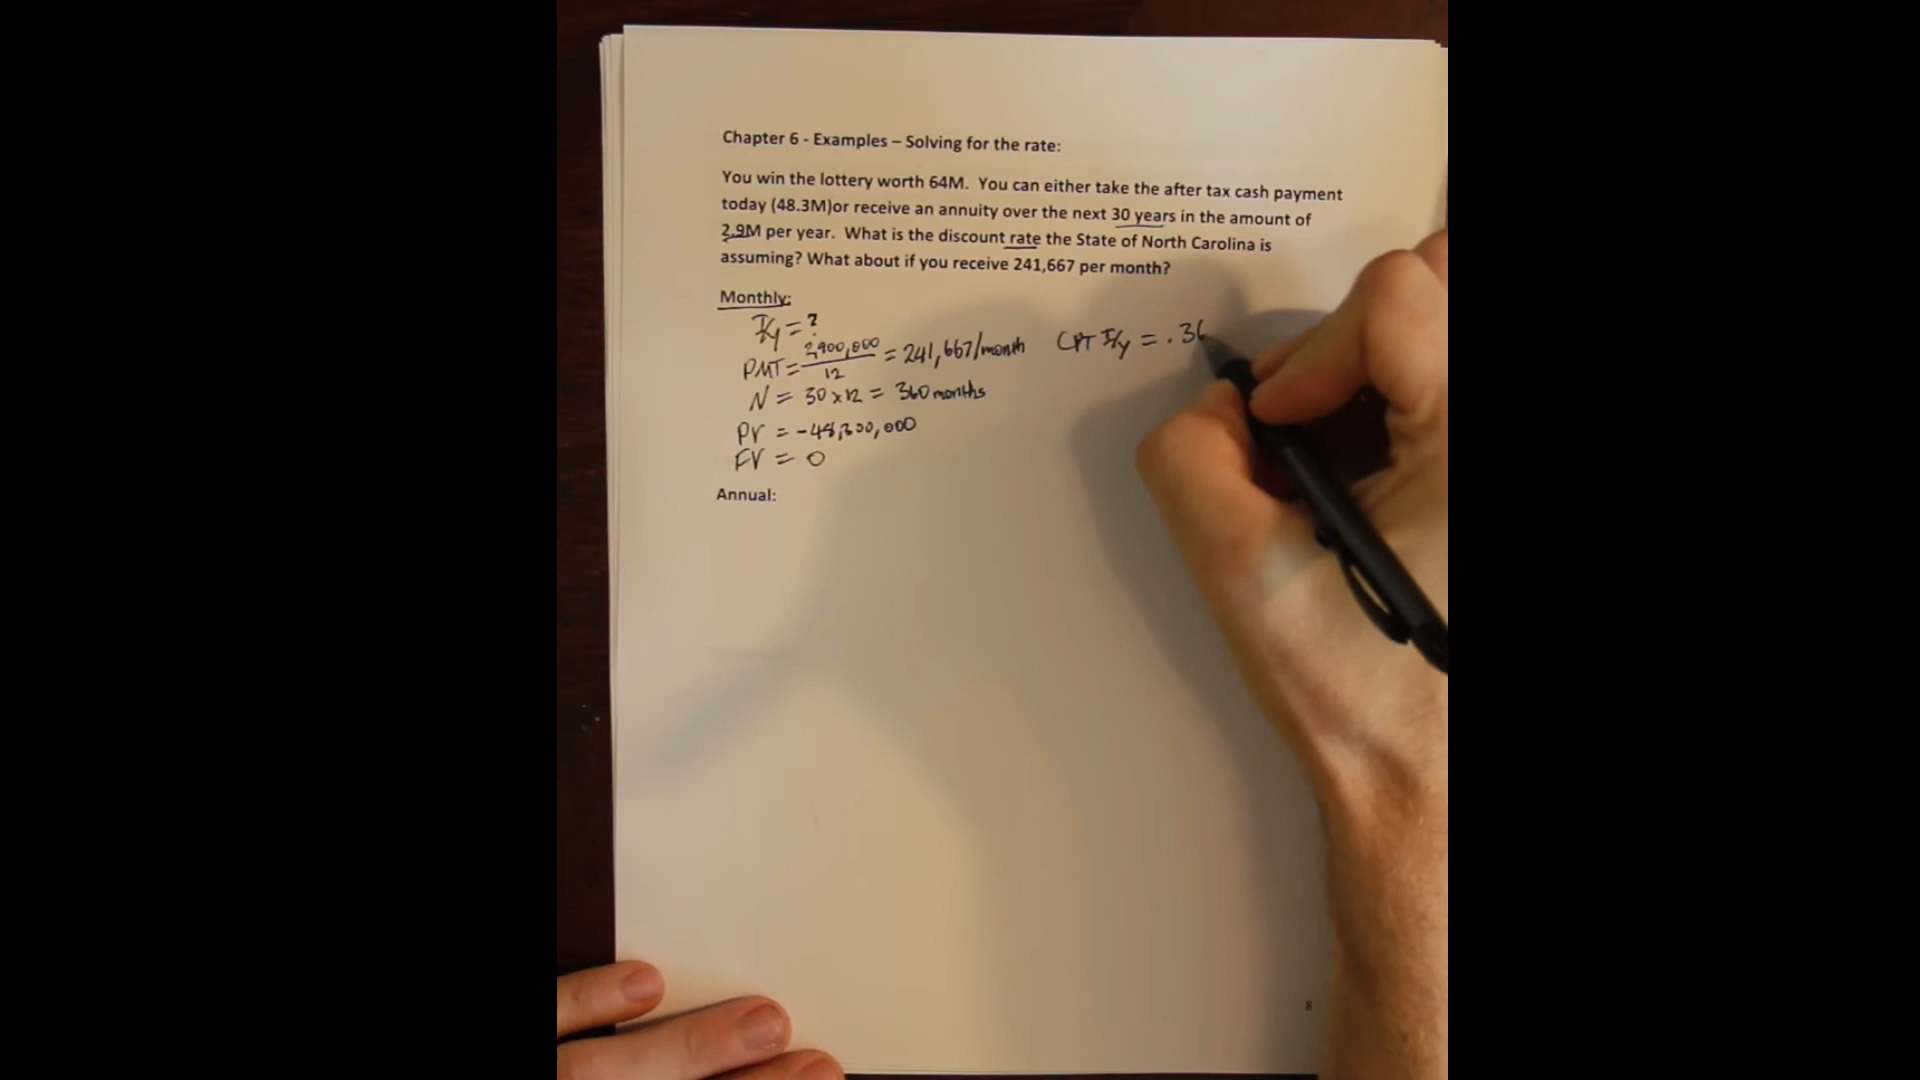 Chapter 6 - Examples – Solving for the rate:
You win the lottery worth 64M.  You can either take the after tax cash payment
today (48.3M)or receive an annuity over the next 30 years in the amount of
2.9M per year.  What is the discount rate the State of North Carolina is
assuming? What about if you receive 241,667 per month?
Monthly:
I/Y = ?
PMT = 2,900,000 / 12 = 241,667/month
CPT I/Y = .36
N = 30 x 12 = 360 months
PV = -48,300,000
FV = 0
Annual:
8